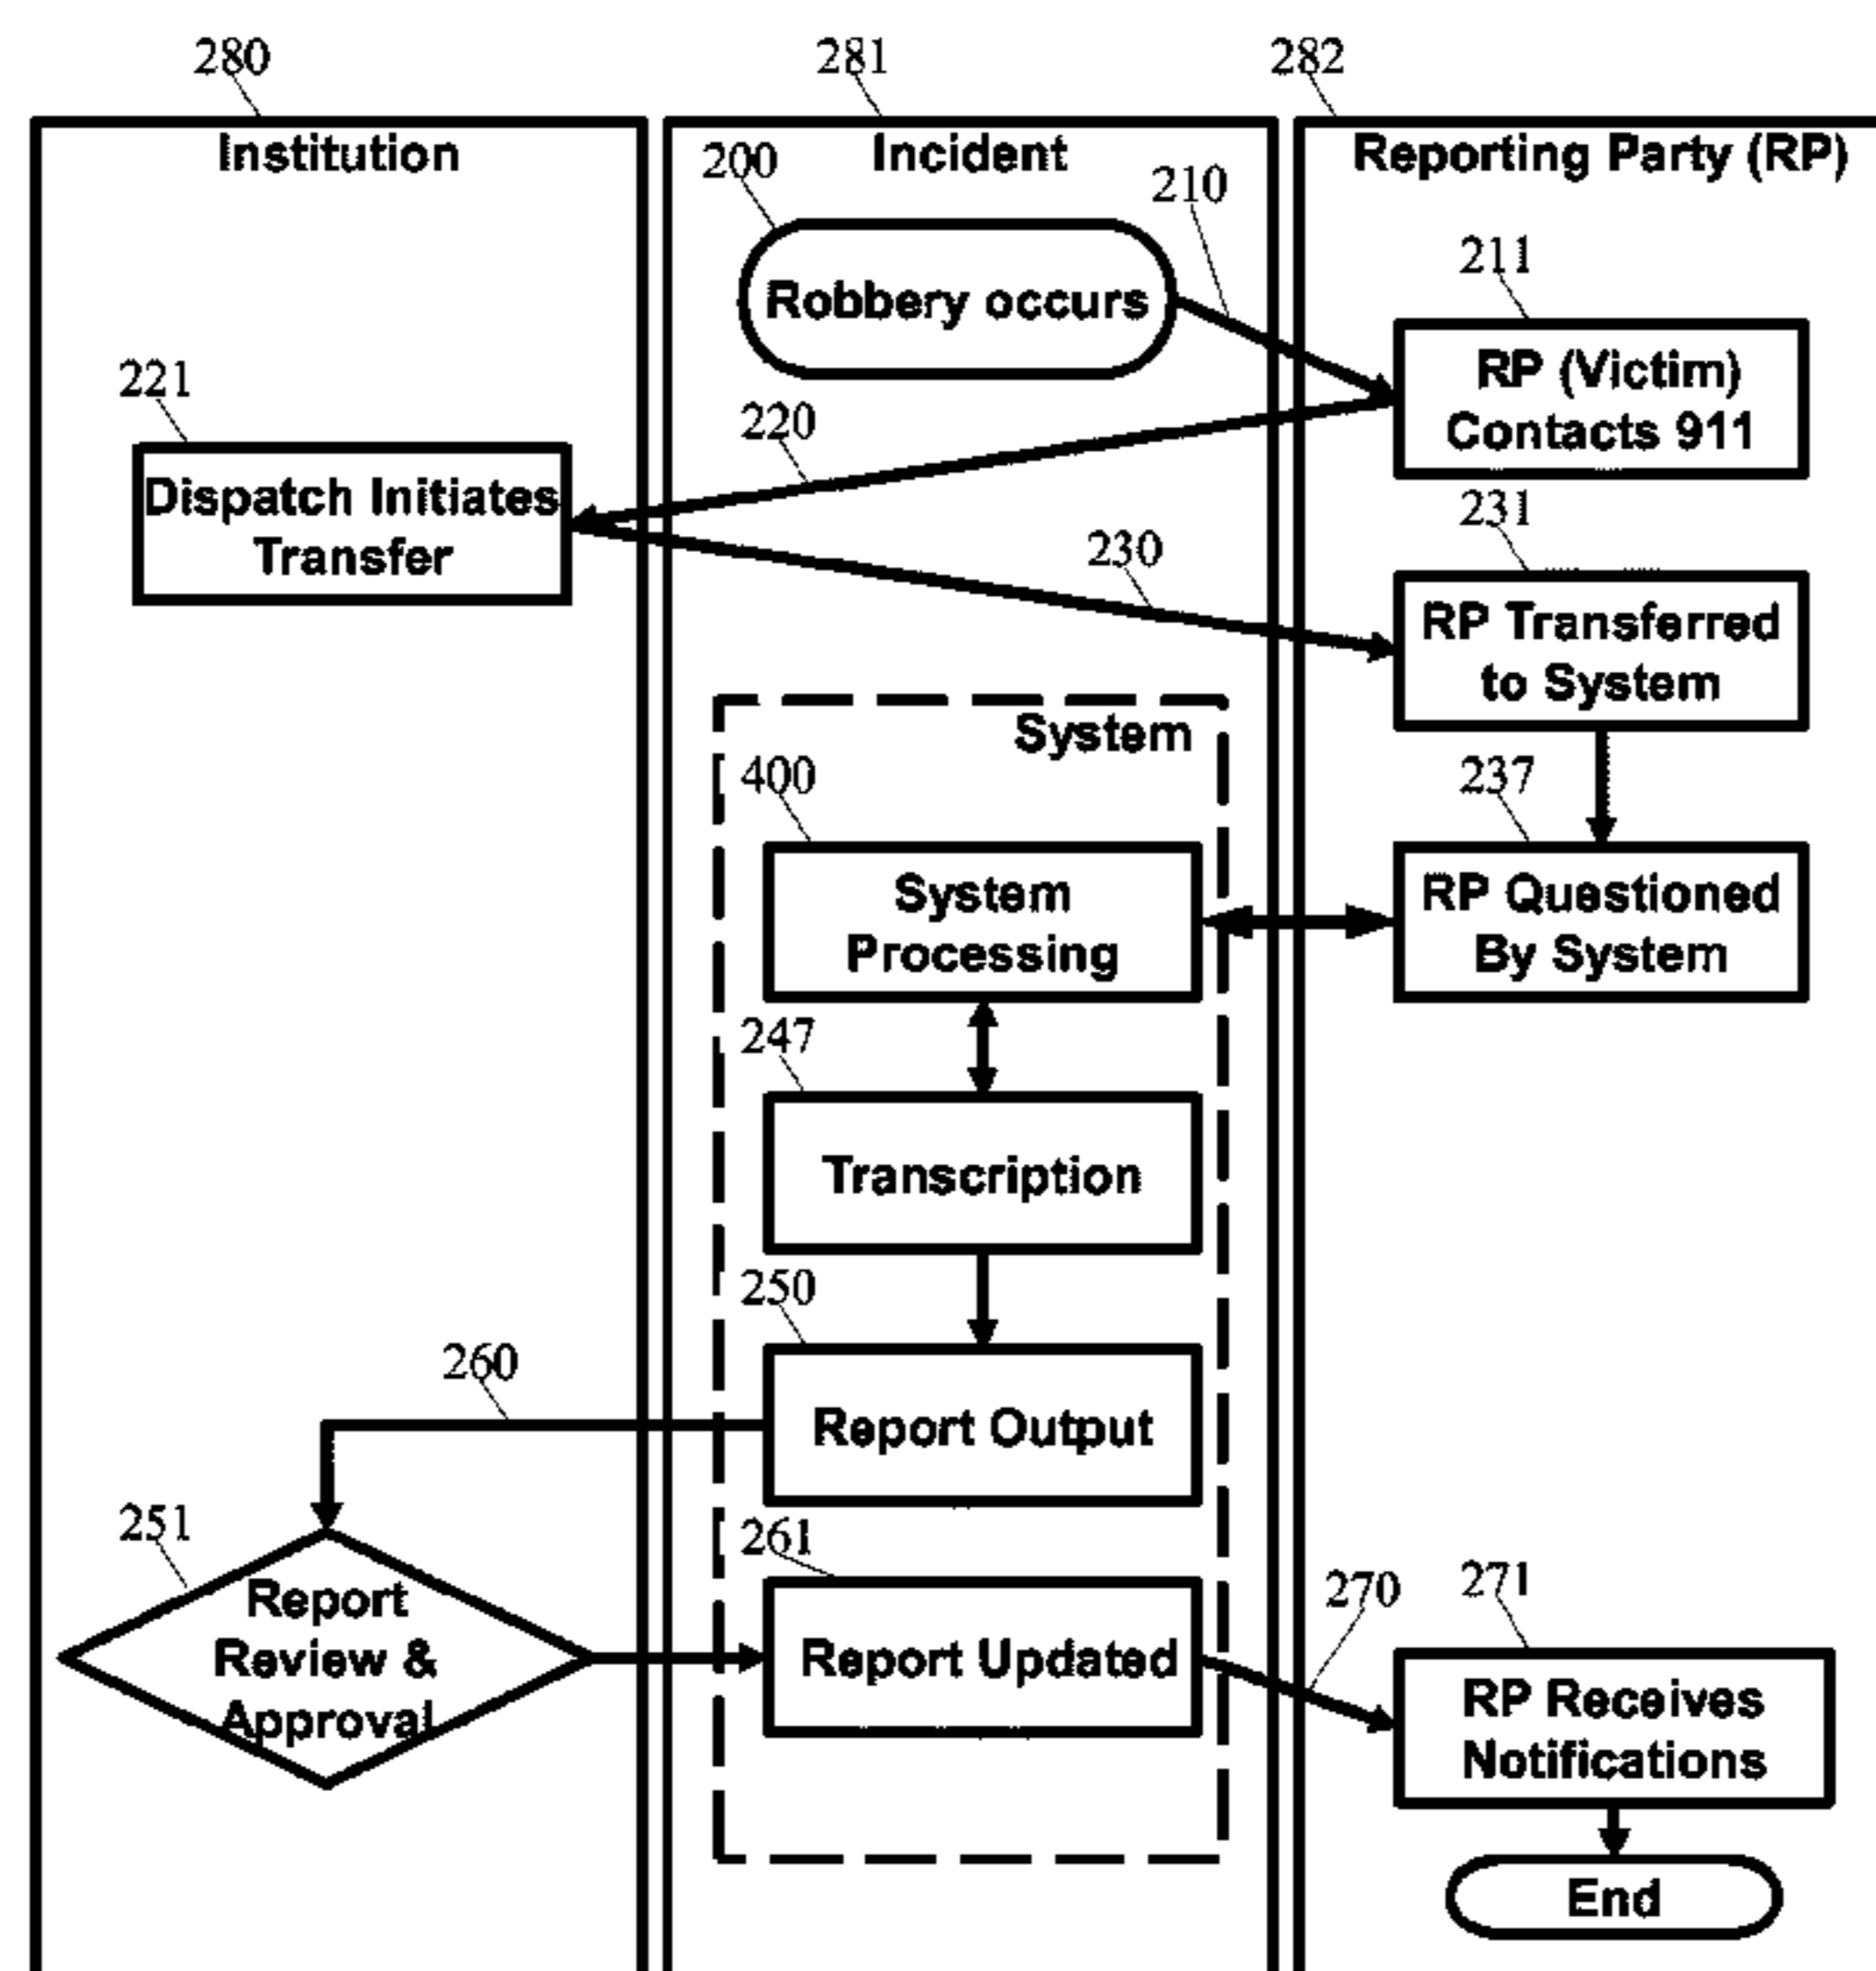 280
281
282
Institution
Incident
Reporting Party (RP)
200
210
Robbery occurs
211
RP (Victim)
Contacts 911
221
Dispatch Initiates
Transfer
220
230
231
RP Transferred
to System
System
400
System
Processing
237
RP Questioned
By System
247
Transcription
250
Report Output
260
251
Report
Review &
Approval
261
Report Updated
270
271
RP Receives
Notifications
End